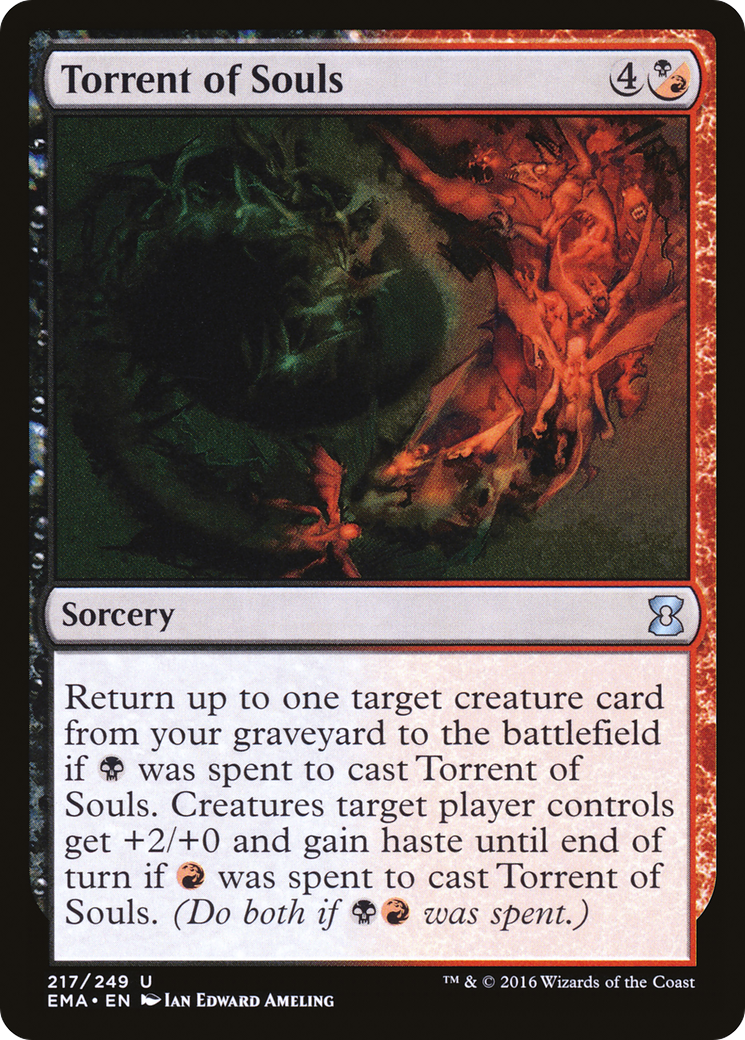 Torrent of Souls 4
Sorcery
Return up to one target creature card
from your graveyard to the battlefield
if was spent to cast Torrent of
Souls. Creatures target player controls
get +2/+0 and gain haste until end of
turn if was spent to cast Torrent of
Souls. (Do both if was spent.)
217/249 U
EMA • EN Ian Edward Ameling
™ & © 2016 Wizards of the Coast